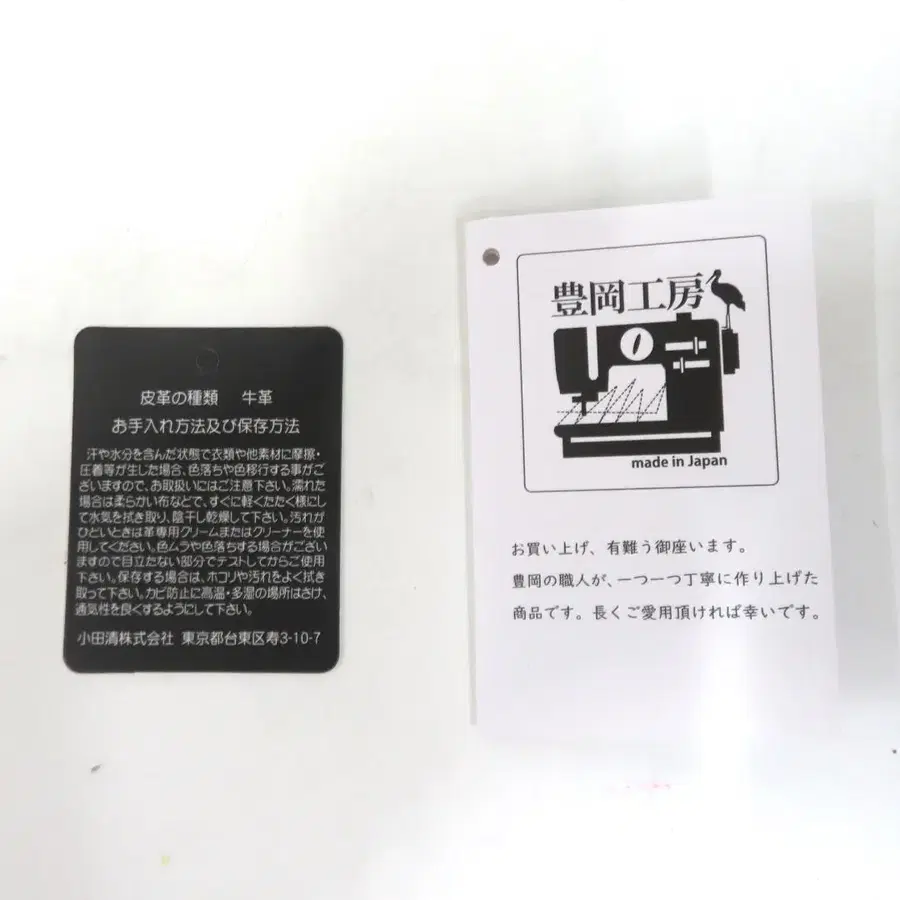 皮革の種類 牛革
お手入れ方法及び保存方法
汗や水分を含んだ状態で衣類や他素材に摩擦・
圧着等が生した場合、色落ちや色移行する事がご
ざいますので、お取扱いにはご注意下さい。濡れた
場合は柔らかい布などで、すぐに軽くたたく様にし
て水気を拭き取り、陰干し乾燥して下さい。汚れが
ひどいときは革専用クリームまたはクリーナーを使
用してください。色ムラや色落ちする場合がござい
ますので目立たない部分でテストしてからご使用
下さい。保存する場合は、ホコリや汚れをよく拭き
取って下さい。カビ防止に高温・多湿の場所はさけ、
通気性を良くするようにして下さい。
小田清株式会社 東京都台東区寿3-10-7
豊岡工房
made in Japan
お買い上げ、有難う御座います。
豊岡の職人が、一つ一つ丁寧に作り上げた
商品です。長くご愛用頂ければ幸いです。